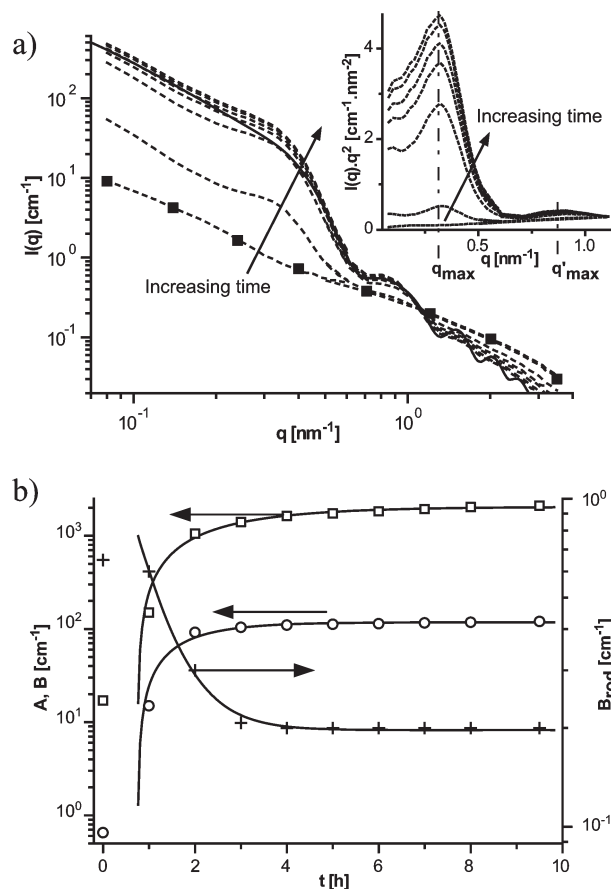 a)
I(q) [cm⁻¹]
10²
10¹
10⁰
10⁻¹
Increasing time
10⁻¹
10⁰
q [nm⁻¹]
I(q).q² [cm⁻¹.nm⁻²]
4
2
0
Increasing time
0.5
1.0
q_max
q [nm⁻¹]
q'_max
b)
A, B [cm⁻¹]
10³
10²
10¹
10⁰
10⁰
10⁻¹
B_rod [cm⁻¹]
0 2 4 6 8 10
t [h]